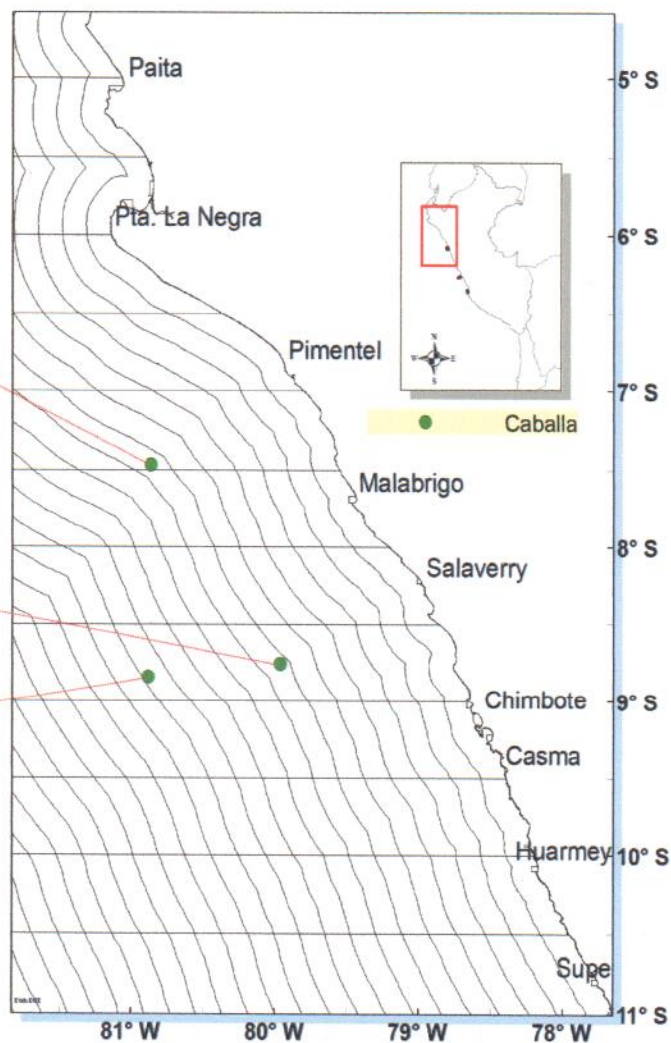 Paita
5° S
Pta. La Negra
6° S
N
W E
S
Pimentel
7° S
Caballa
Malabrigo
8° S
Salaverry
Chimbote
9° S
Casma
Huarmey
10° S
Supe
11° S
81° W 80° W 79° W 78° W